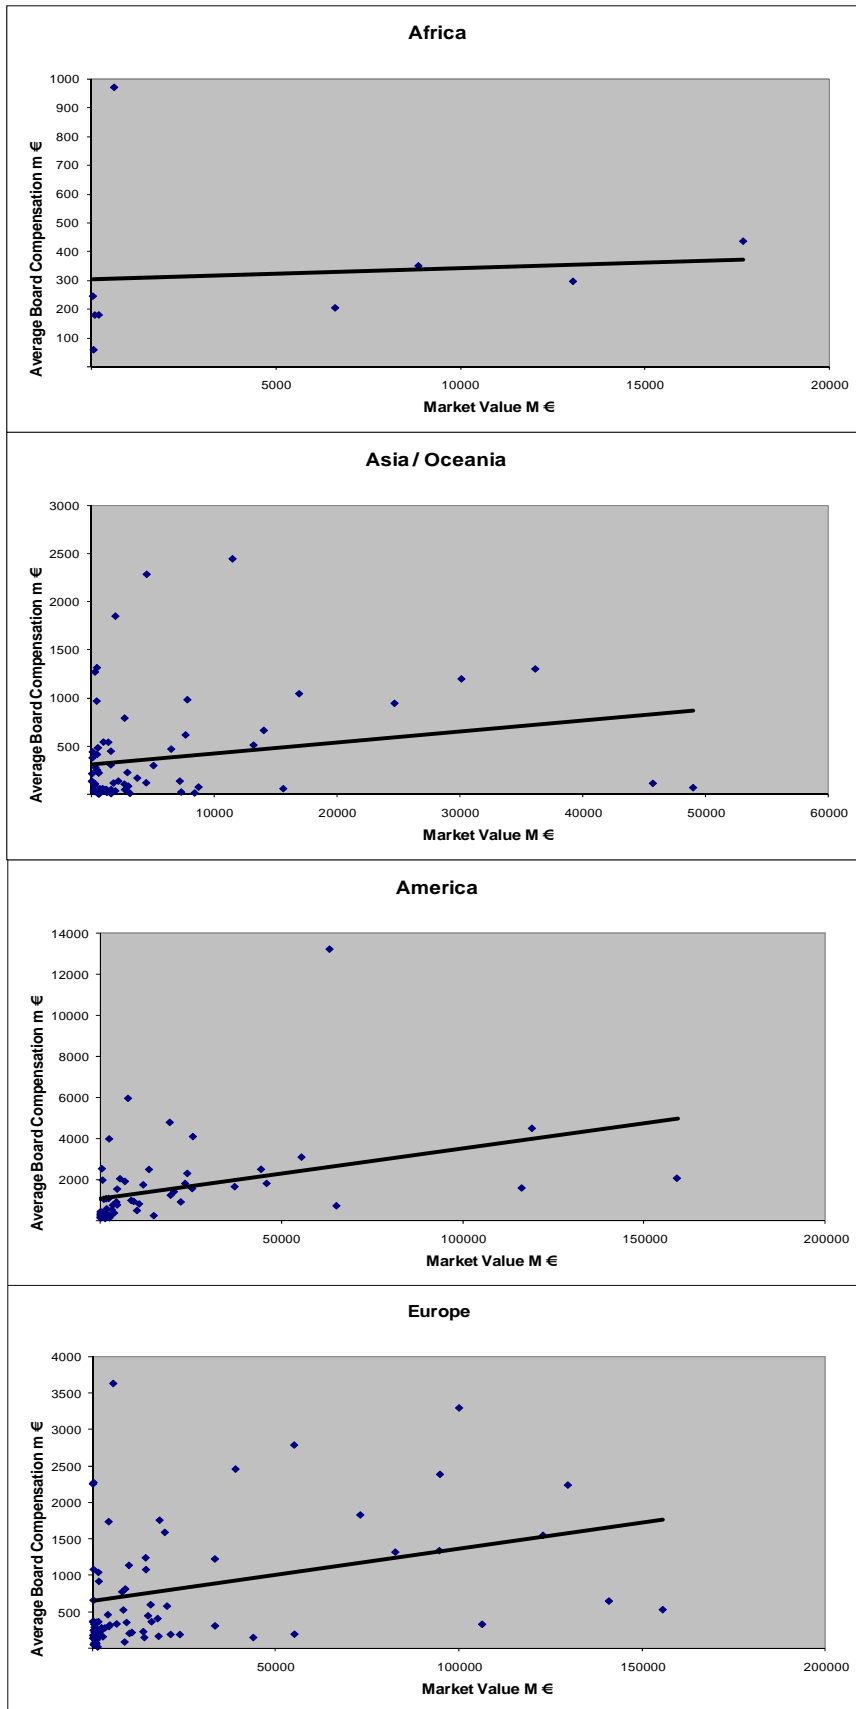 Africa
Average Board Compensation m €
1000
900
800
700
600
500
400
300
200
100
5000 10000 15000 20000
Market Value M €
Asia / Oceania
Average Board Compensation m €
3000
2500
2000
1500
1000
500
10000 20000 30000 40000 50000 60000
Market Value M €
America
Average Board Compensation m €
14000
12000
10000
8000
6000
4000
2000
50000 100000 150000 200000
Market Value M €
Europe
Average Board Compensation m €
4000
3500
3000
2500
2000
1500
1000
500
50000 100000 150000 200000
Market Value M €